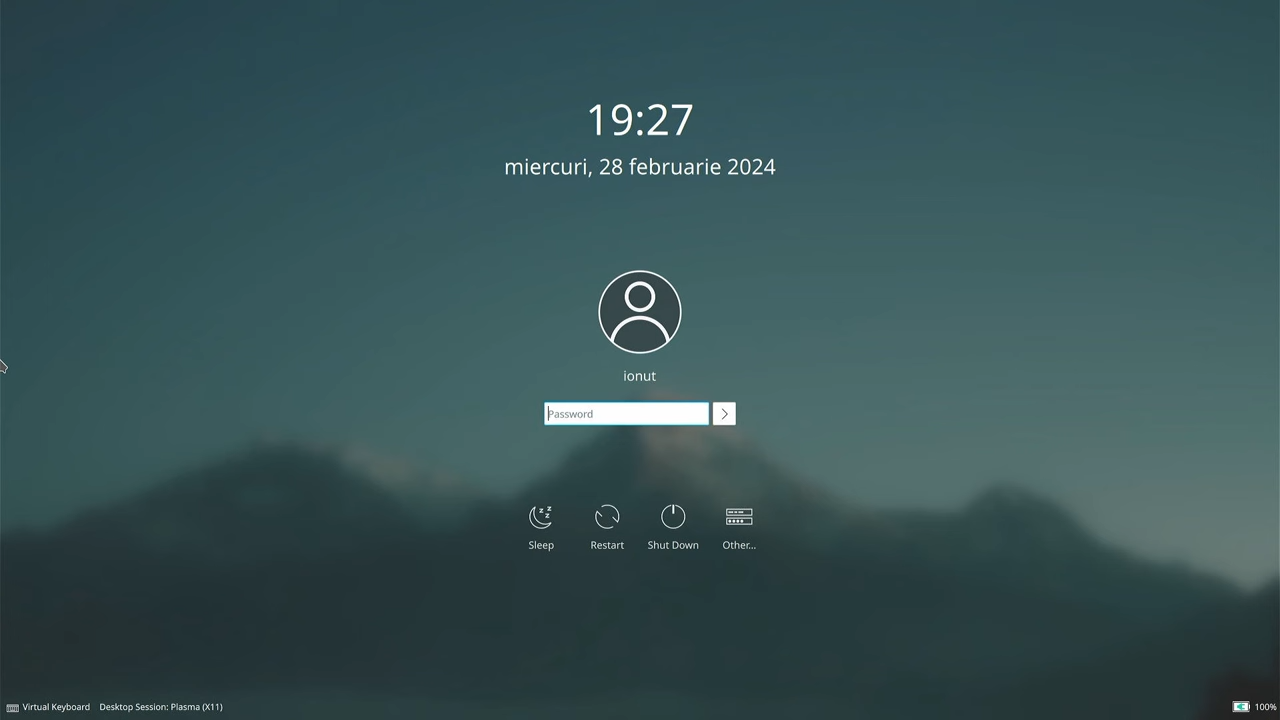 19:27
miercuri, 28 februarie 2024
ionut
Password
Sleep
Restart
Shut Down
Other...
Virtual Keyboard
Desktop Session: Plasma (X11)
100%